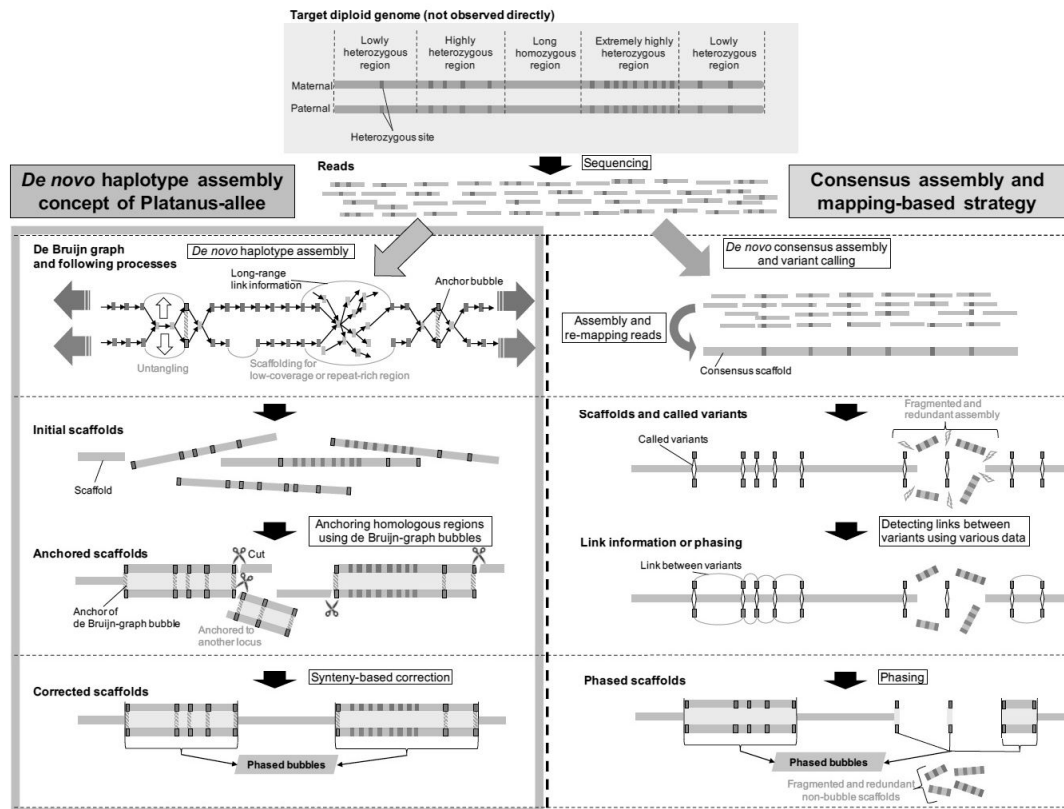 Target diploid genome (not observed directly)
Lowly
heterozygous
region
Highly
heterozygous
region
Long
homozygous
region
Extremely highly
heterozygous
region
Lowly
heterozygous
region
Maternal
Paternal
Heterozygous site
Reads
Sequencing
De novo haplotype assembly
concept of Platanus-allee
Consensus assembly and
mapping-based strategy
De Bruijn graph
and following processes
De novo haplotype assembly
Long-range
link information
Anchor bubble
Untangling
Scaffolding for
low-coverage or repeat-rich region
De novo consensus assembly
and variant calling
Assembly and
re-mapping reads
Consensus scaffold
Initial scaffolds
Scaffold
Scaffolds and called variants
Called variants
Fragmented and
redundant assembly
Anchoring homologous regions
using de Bruijn-graph bubbles
Anchored scaffolds
Cut
Anchor of
de Bruijn-graph bubble
Anchored to
another locus
Detecting links between
variants using various data
Link information or phasing
Link between variants
Corrected scaffolds
Synteny-based correction
Phased bubbles
Phased scaffolds
Phasing
Phased bubbles
Fragmented and redundant
non-bubble scaffolds